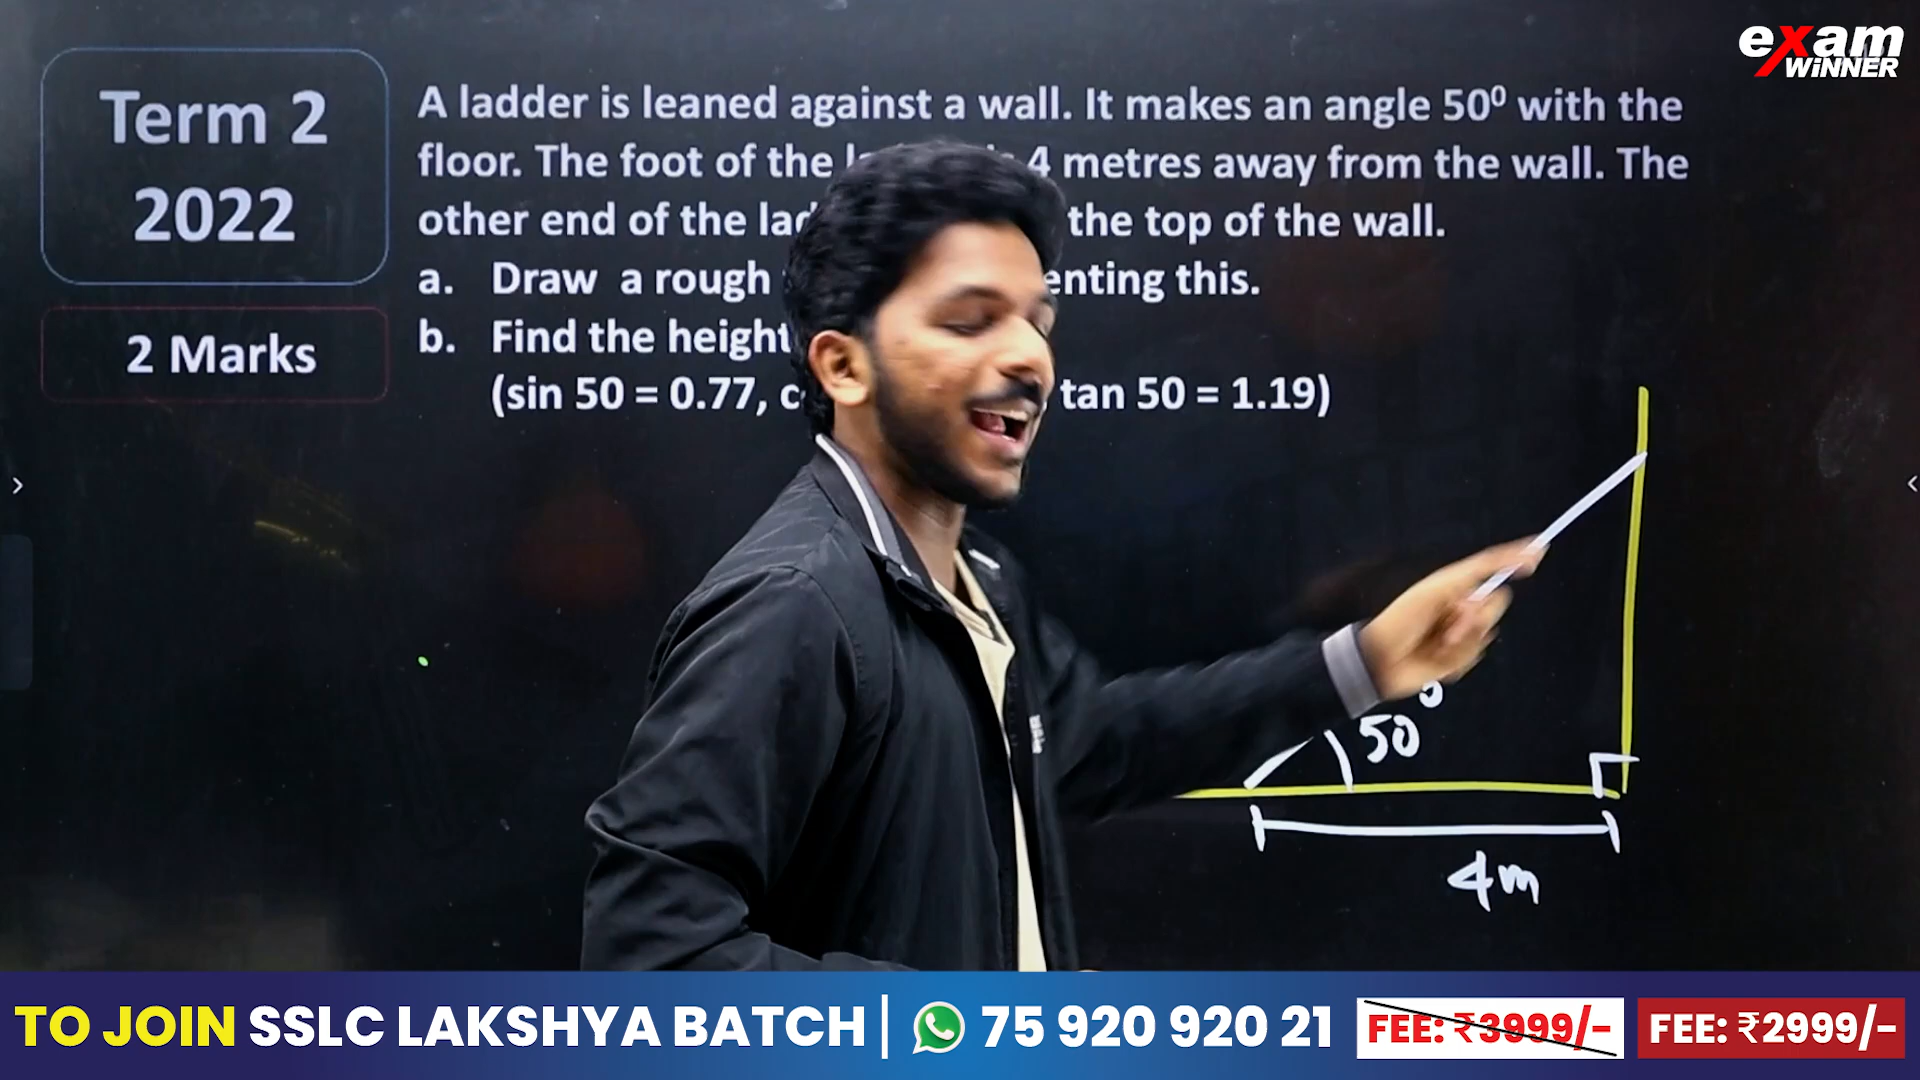 exam
WINNER
Term 2
2022
2 Marks
A ladder is leaned against a wall. It makes an angle 50⁰ with the
floor. The foot of the 4 metres away from the wall. The
other end of the the top of the wall.
a. Draw a rough this.
b. Find the height
(sin 50 = 0.77, tan 50 = 1.19)
50⁰
4m
TO JOIN SSLC LAKSHYA BATCH | 75 920 920 21
FEE: ₹3999/-
FEE: ₹2999/-